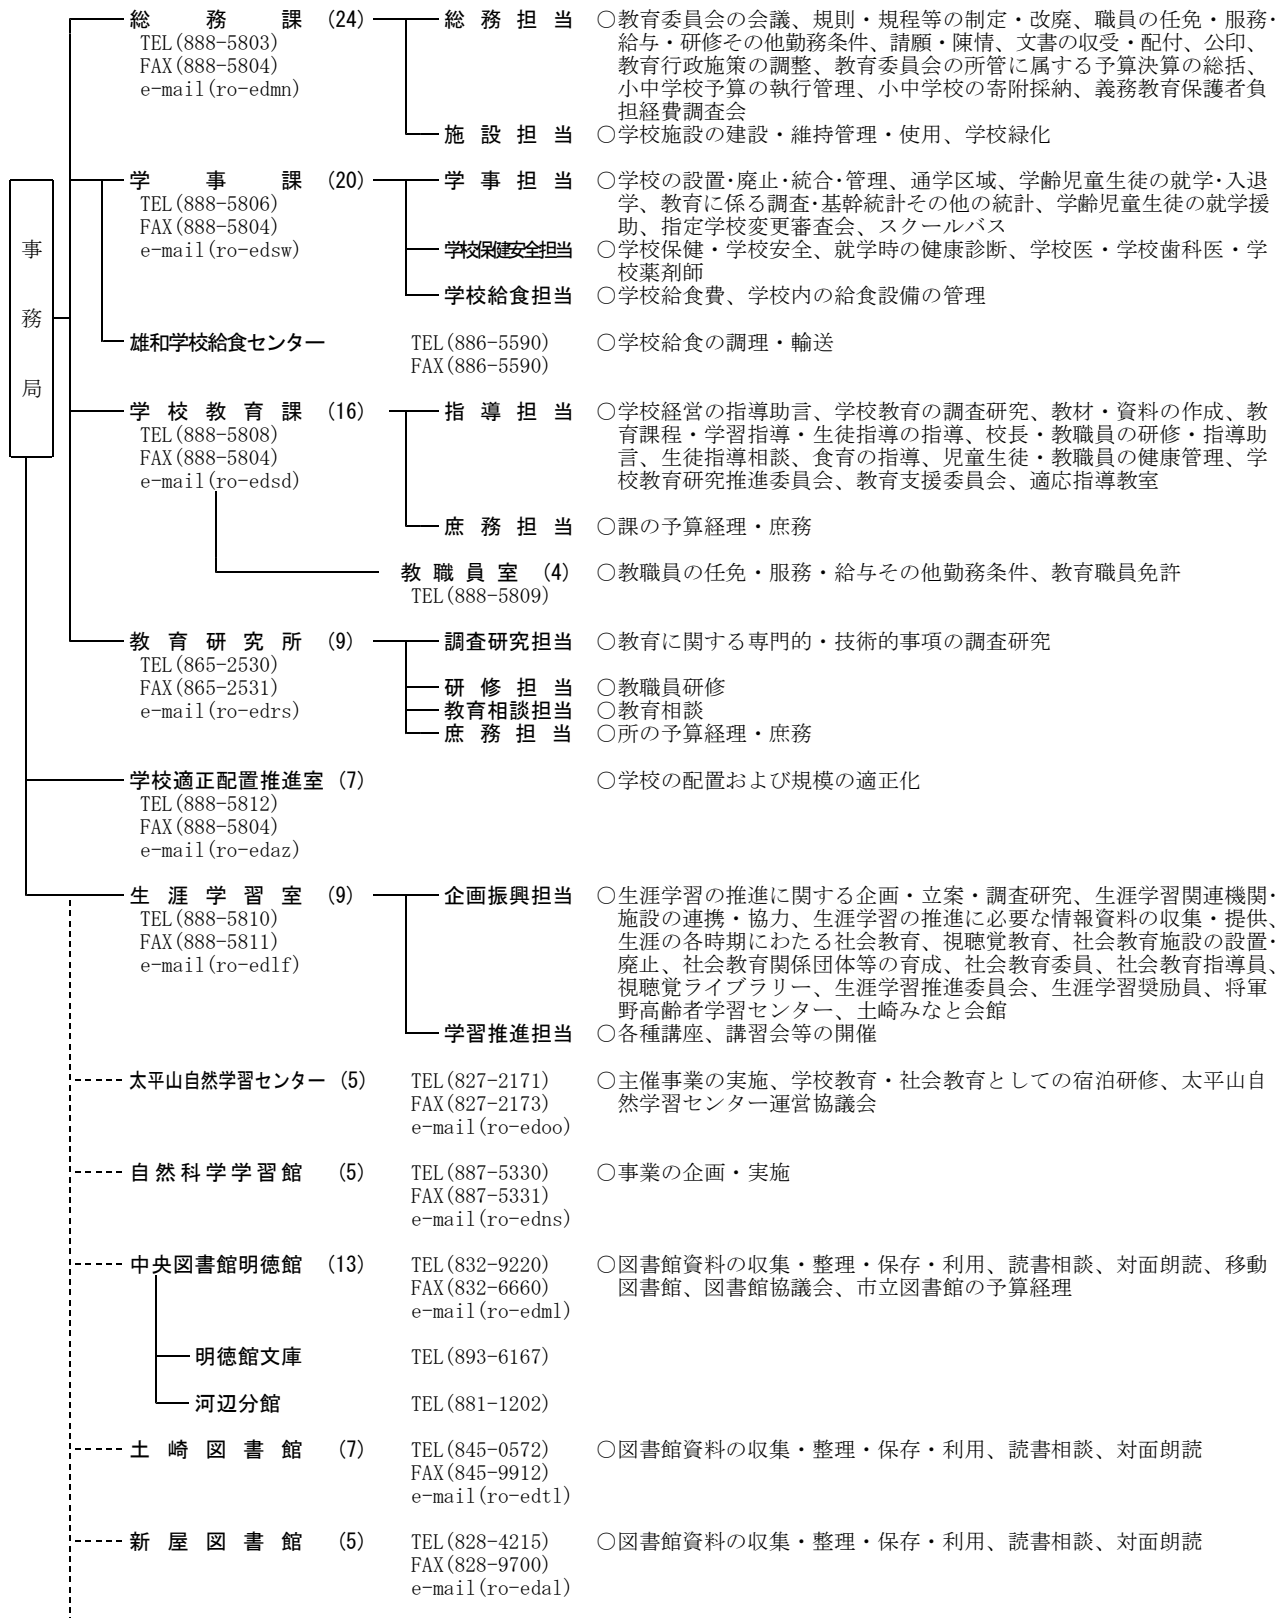 事務局
総務課(24)
TEL(888-5803)
FAX(888-5804)
e-mail(ro-edmn)
総務担当
○教育委員会の会議、規則・規程等の制定・改廃、職員の任免・服務・
給与・研修その他勤務条件、請願・陳情、文書の収受・配付、公印、
教育行政施策の調整、教育委員会の所管に属する予算決算の総括、
小中学校予算の執行管理、小中学校の寄附採納、義務教育保護者負
担経費調査会
施設担当
○学校施設の建設・維持管理・使用、学校緑化
学事課(20)
TEL(888-5806)
FAX(888-5804)
e-mail(ro-edsw)
学事担当
○学校の設置・廃止・統合・管理、通学区域、学齢児童生徒の就学・入退
学、教育に係る調査・基幹統計その他の統計、学齢児童生徒の就学援
助、指定学校変更審査会、スクールバス
学校保健安全担当
○学校保健・学校安全、就学時の健康診断、学校医・学校歯科医・学
校薬剤師
学校給食担当
○学校給食費、学校内の給食設備の管理
雄和学校給食センター
TEL(886-5590)
FAX(886-5590)
○学校給食の調理・輸送
学校教育課(16)
TEL(888-5808)
FAX(888-5804)
e-mail(ro-edsd)
指導担当
○学校経営の指導助言、学校教育の調査研究、教材・資料の作成、教
育課程・学習指導・生徒指導の指導、校長・教職員の研修・指導助
言、生徒指導相談、食育の指導、児童生徒・教職員の健康管理、学
校教育研究推進委員会、教育支援委員会、適応指導教室
庶務担当
○課の予算経理・庶務
教職員室(4)
TEL(888-5809)
○教職員の任免・服務・給与その他勤務条件、教育職員免許
教育研究所(9)
TEL(865-2530)
FAX(865-2531)
e-mail(ro-edrs)
調査研究担当
○教育に関する専門的・技術的事項の調査研究
研修担当
○教職員研修
教育相談担当
○教育相談
庶務担当
○所の予算経理・庶務
学校適正配置推進室(7)
TEL(888-5812)
FAX(888-5804)
e-mail(ro-edaz)
○学校の配置および規模の適正化
生涯学習室(9)
TEL(888-5810)
FAX(888-5811)
e-mail(ro-edlf)
企画振興担当
○生涯学習の推進に関する企画・立案・調査研究、生涯学習関連機関・
施設の連携・協力、生涯学習の推進に必要な情報資料の収集・提供、
生涯の各時期にわたる社会教育、視聴覚教育、社会教育施設の設置・
廃止、社会教育関係団体等の育成、社会教育委員、社会教育指導員、
視聴覚ライブラリー、生涯学習推進委員会、生涯学習奨励員、将軍
野高齢者学習センター、土崎みなと会館
学習推進担当
○各種講座、講習会等の開催
太平山自然学習センター(5)
TEL(827-2171)
FAX(827-2173)
e-mail(ro-edoo)
○主催事業の実施、学校教育・社会教育としての宿泊研修、太平山自
然学習センター運営協議会
自然科学学習館(5)
TEL(887-5330)
FAX(887-5331)
e-mail(ro-edns)
○事業の企画・実施
中央図書館明徳館(13)
TEL(832-9220)
FAX(832-6660)
e-mail(ro-edml)
○図書館資料の収集・整理・保存・利用、読書相談、対面朗読、移動
図書館、図書館協議会、市立図書館の予算経理
明徳館文庫
TEL(893-6167)
河辺分館
TEL(881-1202)
土崎図書館(7)
TEL(845-0572)
FAX(845-9912)
e-mail(ro-edtl)
○図書館資料の収集・整理・保存・利用、読書相談、対面朗読
新屋図書館(5)
TEL(828-4215)
FAX(828-9700)
e-mail(ro-edal)
○図書館資料の収集・整理・保存・利用、読書相談、対面朗読